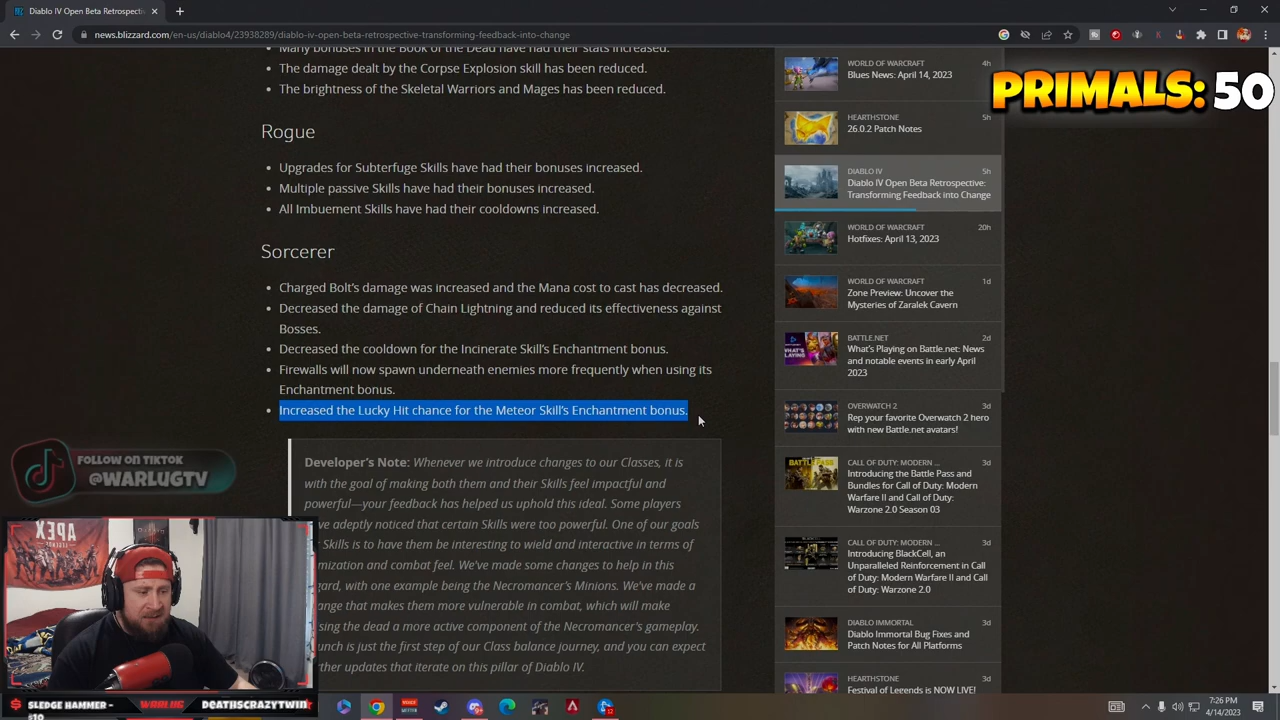 Diablo IV Open Beta Retrospecti
news.blizzard.com/en-us/diablo4/23938289/diablo-iv-open-beta-retrospective-transforming-feedback-into-change
Many bonuses in the Book of the Dead have had their stats increased.
The damage dealt by the Corpse Explosion skill has been reduced.
The brightness of the Skeletal Warriors and Mages has been reduced.
Rogue
Upgrades for Subterfuge Skills have had their bonuses increased.
Multiple passive Skills have had their bonuses increased.
All Imbuement Skills have had their cooldowns increased.
Sorcerer
Charged Bolt's damage was increased and the Mana cost to cast has decreased.
Decreased the damage of Chain Lightning and reduced its effectiveness against
Bosses.
Decreased the cooldown for the Incinerate Skill's Enchantment bonus.
Firewalls will now spawn underneath enemies more frequently when using its
Enchantment bonus.
Increased the Lucky Hit chance for the Meteor Skill's Enchantment bonus.
Developer's Note: Whenever we introduce changes to our Classes, it is
with the goal of making both them and their Skills feel impactful and
powerful—your feedback has helped us uphold this ideal. Some players
ve adeptly noticed that certain Skills were too powerful. One of our goals
Skills is to have them be interesting to wield and interactive in terms of
mization and combat feel. We've made some changes to help in this
gard, with one example being the Necromancer's Minions. We've made a
ange that makes them more vulnerable in combat, which will make
sing the dead a more active component of the Necromancer's gameplay.
unch is just the first step of our Class balance journey, and you can expect
rther updates that iterate on this pillar of Diablo IV.
WORLD OF WARCRAFT 4h
Blues News: April 14, 2023
HEARTHSTONE 5h
26.0.2 Patch Notes
DIABLO IV 5h
Diablo IV Open Beta Retrospective:
Transforming Feedback into Change
WORLD OF WARCRAFT 20h
Hotfixes: April 13, 2023
WORLD OF WARCRAFT 1d
Zone Preview: Uncover the
Mysteries of Zaralek Cavern
BATTLE.NET 2d
What's Playing on Battle.net: News
and notable events in early April
2023
OVERWATCH 2 3d
Rep your favorite Overwatch 2 hero
with new Battle.net avatars!
CALL OF DUTY: MODERN ... 3d
Introducing the Battle Pass and
Bundles for Call of Duty: Modern
Warfare II and Call of Duty:
Warzone 2.0 Season 03
CALL OF DUTY: MODERN ... 3d
Introducing BlackCell, an
Unparalleled Reinforcement in Call
of Duty: Modern Warfare II and Call
of Duty: Warzone 2.0
DIABLO IMMORTAL 3d
Diablo Immortal Bug Fixes and
Patch Notes for All Platforms
HEARTHSTONE 3d
Festival of Legends is NOW LIVE!
PRIMALS: 50
FOLLOW ON TIKTOK
@WARLUGTV
APEX
SLEDGE HAMMER -
$10
WARLUG
DEATHSCRAZYTWIN
7:26 PM
4/14/2023